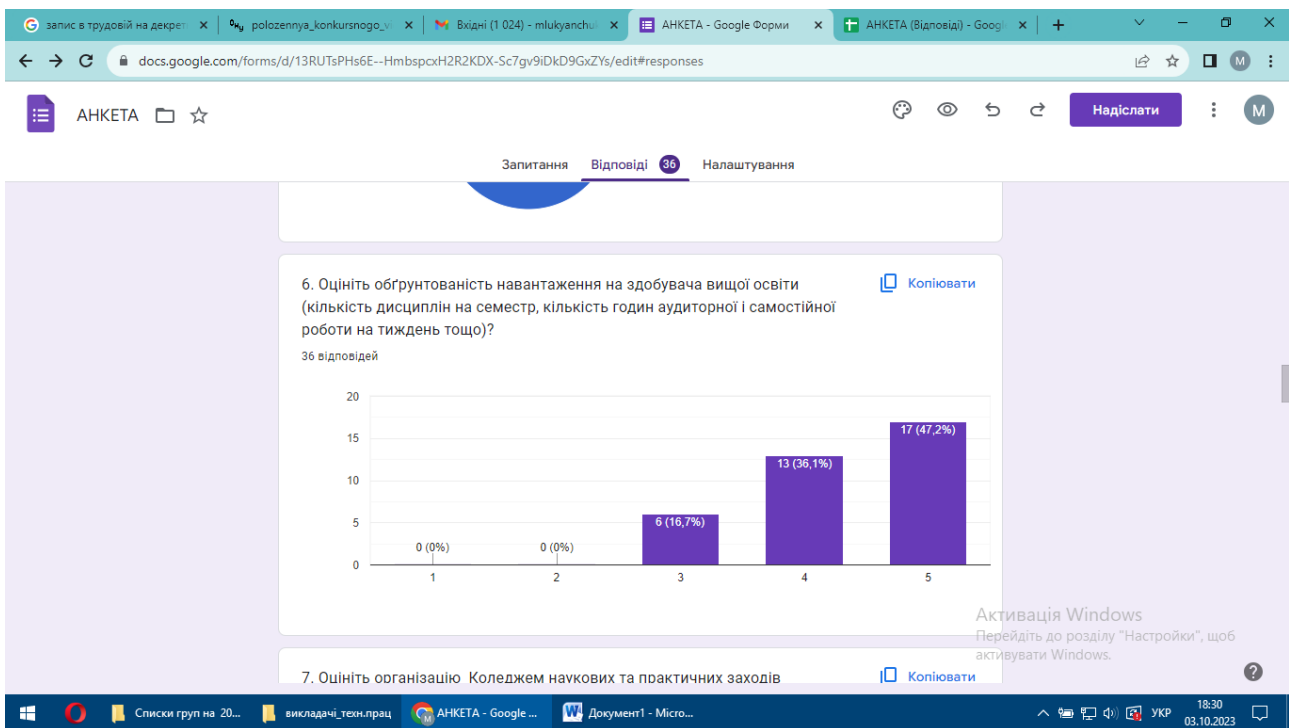 запис в трудовій на декрет
polozennya_konkursnogo_vi
Вхідні (1 024) - mlukyanchuk
АНКЕТА - Google Форми
АНКЕТА (Відповіді) - Googl
docs.google.com/forms/d/13RUTsPHs6E--HmbspcxH2R2KDX-Sc7gv9iDkD9GxZYs/edit#responses
M
АНКЕТА
Надіслати
M
Запитання Відповіді 36 Налаштування
6. Оцініть обґрунтованість навантаження на здобувача вищої освіти
(кількість дисциплін на семестр, кількість годин аудиторної і самостійної
роботи на тиждень тощо)?
Копіювати
36 відповідей
20
15
10
5
0
0 (0%)
0 (0%)
6 (16,7%)
13 (36,1%)
17 (47,2%)
1 2 3 4 5
Активація Windows
Перейдіть до розділу "Настройки", щоб
активувати Windows.
7. Оцініть організацію Коледжем наукових та практичних заходів
Копіювати
Списки груп на 20...
викладачі_техн.прац
АНКЕТА - Google ...
Документ1 - Micro...
УКР
18:30
03.10.2023